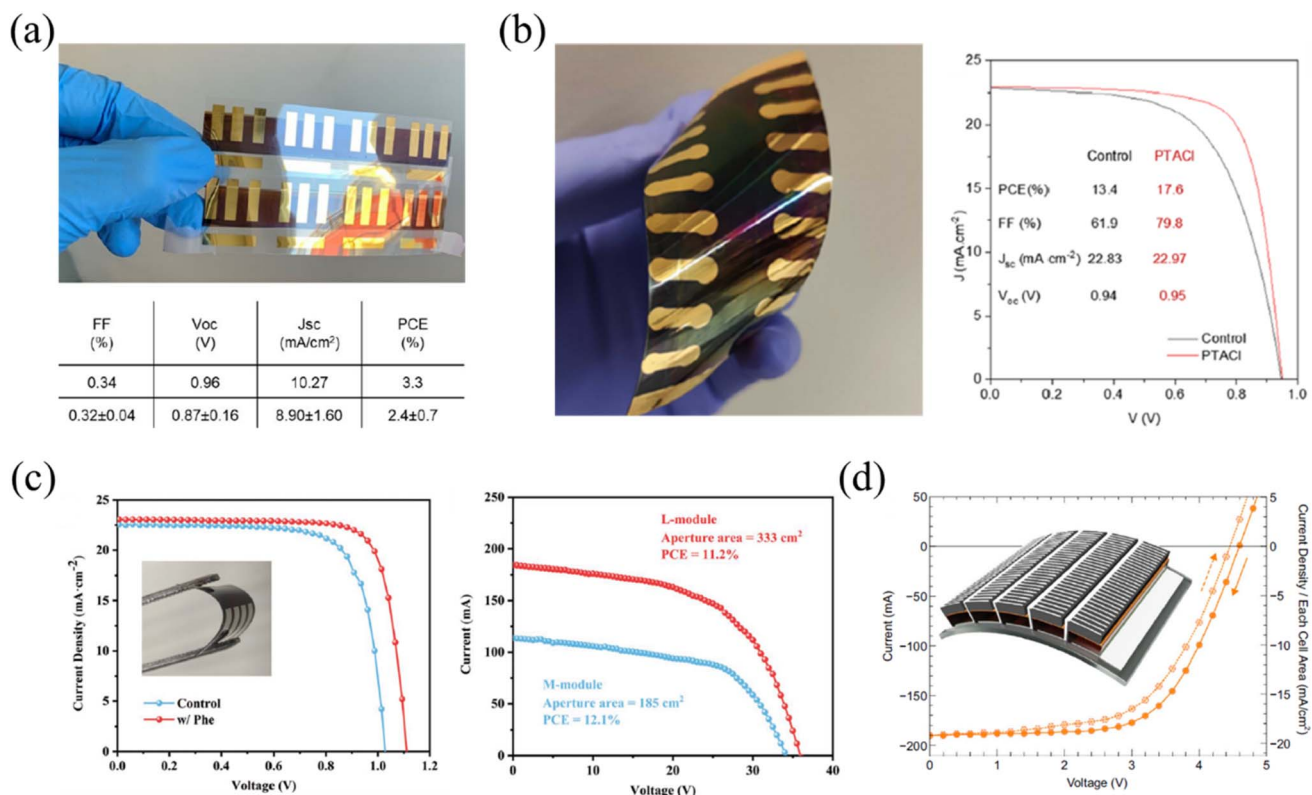 (a)
FF Voc Jsc PCE
(%) (V) (mA/cm²) (%)
0.34 0.96 10.27 3.3
0.32±0.04 0.87±0.16 8.90±1.60 2.4±0.7
(b)
J (mA.cm⁻²)
25
20
15
10
5
0
Control PTACl
PCE (%) 13.4 17.6
FF (%) 61.9 79.8
Jsc (mA cm⁻²) 22.83 22.97
Voc (V) 0.94 0.95
Control
PTACl
0.0 0.2 0.4 0.6 0.8 1.0
V (V)
(c)
Current Density (mA·cm⁻²)
25
20
15
10
5
0
Control
w/ Phe
0.0 0.2 0.4 0.6 0.8 1.0 1.2
Voltage (V)
Current (mA)
250
200
150
100
50
0
L-module
Aperture area = 333 cm²
PCE = 11.2%
M-module
Aperture area = 185 cm²
PCE = 12.1%
0 10 20 30 40
Voltage (V)
(d)
Current (mA)
50
0
−50
−100
−150
−200
5
0
−5
−10
−15
−20
Current Density / Each Cell Area (mA/cm²)
0 1 2 3 4 5
Voltage (V)